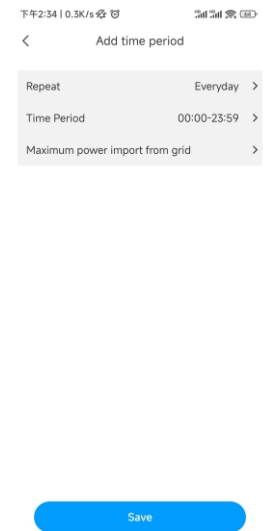 下午2:34 | 0.3K/s
Add time period
Repeat Everyday
Time Period 00:00-23:59
Maximum power import from grid
Save